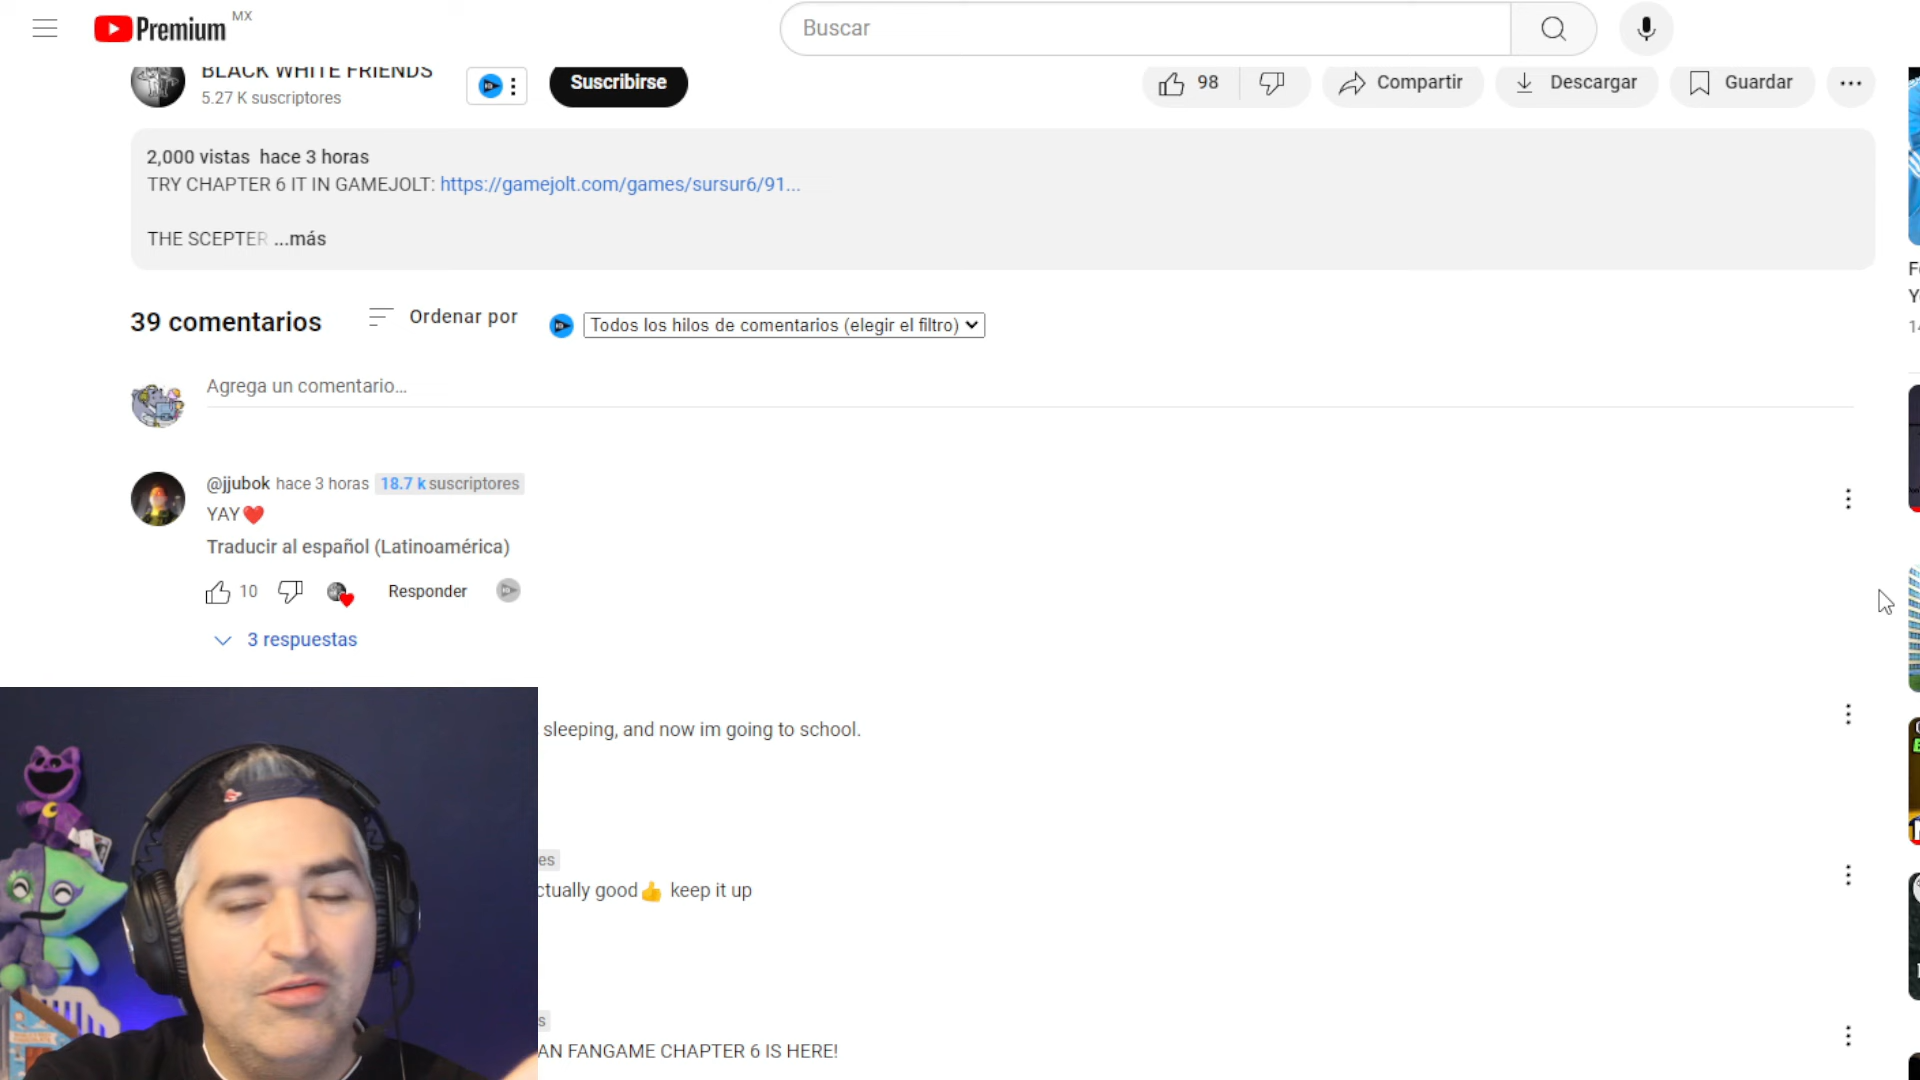 Premium MX
Buscar
BLACK WHITE FRIENDS
5.27 K suscriptores
Suscribirse
98
Compartir
Descargar
Guardar
2,000 vistas hace 3 horas
TRY CHAPTER 6 IT IN GAMEJOLT: https://gamejolt.com/games/sursur6/91...
THE SCEPTER ...más
39 comentarios
Ordenar por
Todos los hilos de comentarios (elegir el filtro)
Agrega un comentario...
@jjubok hace 3 horas 18.7 k suscriptores
YAY❤️
Traducir al español (Latinoamérica)
10
Responder
3 respuestas
sleeping, and now im going to school.
es
ctually good👍 keep it up
s
AN FANGAME CHAPTER 6 IS HERE!